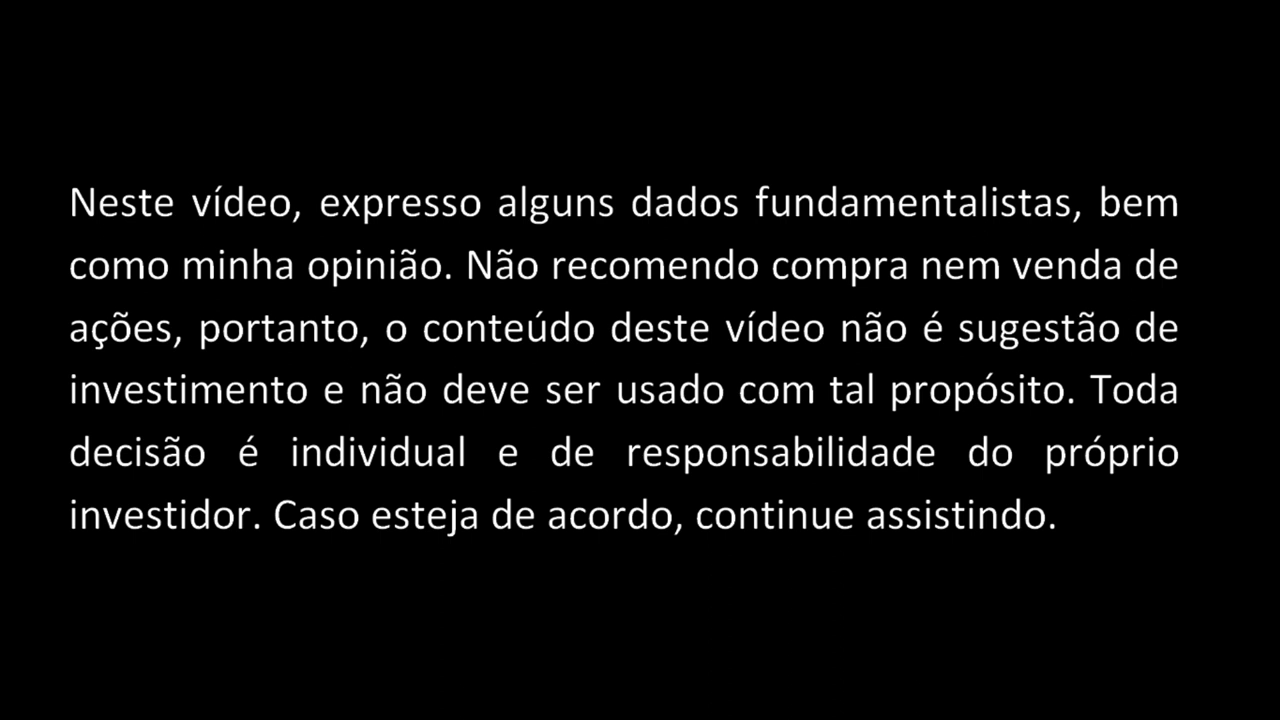 Neste vídeo, expresso alguns dados fundamentalistas, bem
como minha opinião. Não recomendo compra nem venda de
ações, portanto, o conteúdo deste vídeo não é sugestão de
investimento e não deve ser usado com tal propósito. Toda
decisão é individual e de responsabilidade do próprio
investidor. Caso esteja de acordo, continue assistindo.